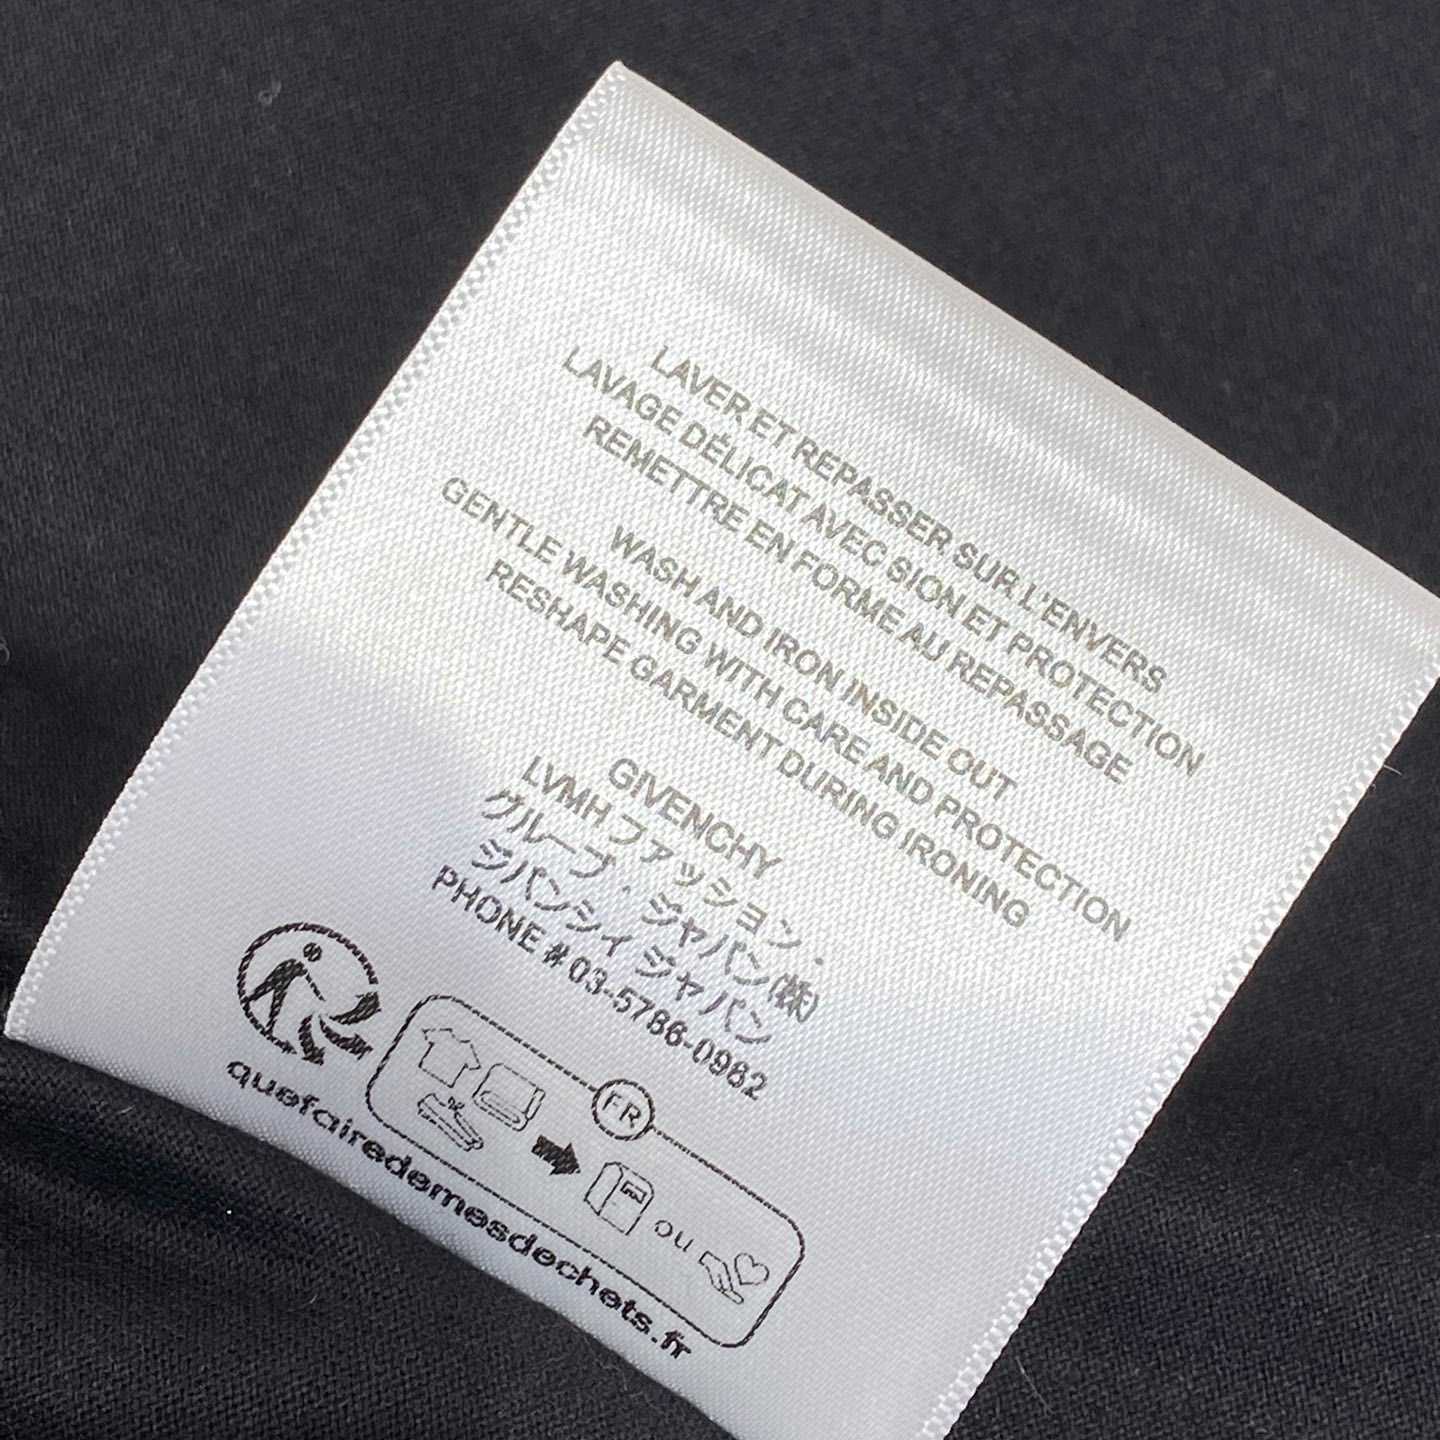 LAVER ET REPASSER SUR L'ENVERS
LAVAGE DÉLICAT AVEC SION ET PROTECTION
REMETTRE EN FORME AU REPASSAGE
WASH AND IRON INSIDE OUT
GENTLE WASHING WITH CARE AND PROTECTION
RESHAPE GARMENT DURING IRONING
GIVENCHY
LVMH ファッション・
グループ・ジャパン(株)
ジバンシイ ジャパン
PHONE # 03-5786-0982
FR
ou
quefairedemesdechets.fr